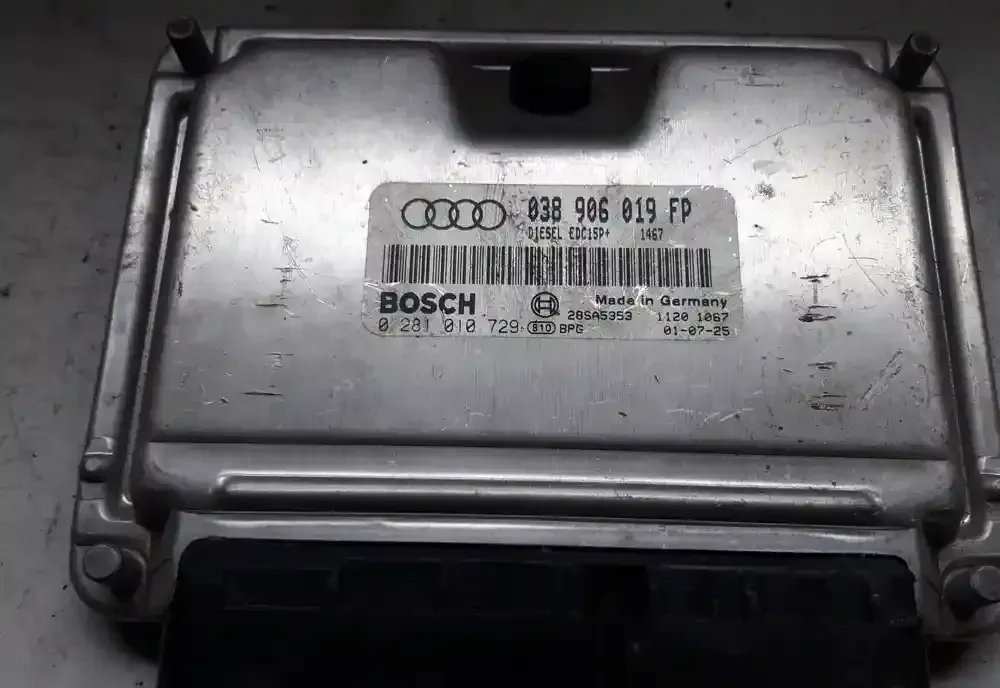 038 906 019 FP
DIESEL EDC15P+ 1467
BOSCH Made in Germany
28SA5353 1120 1067
0 281 010 729 B10 BPG 01-07-25